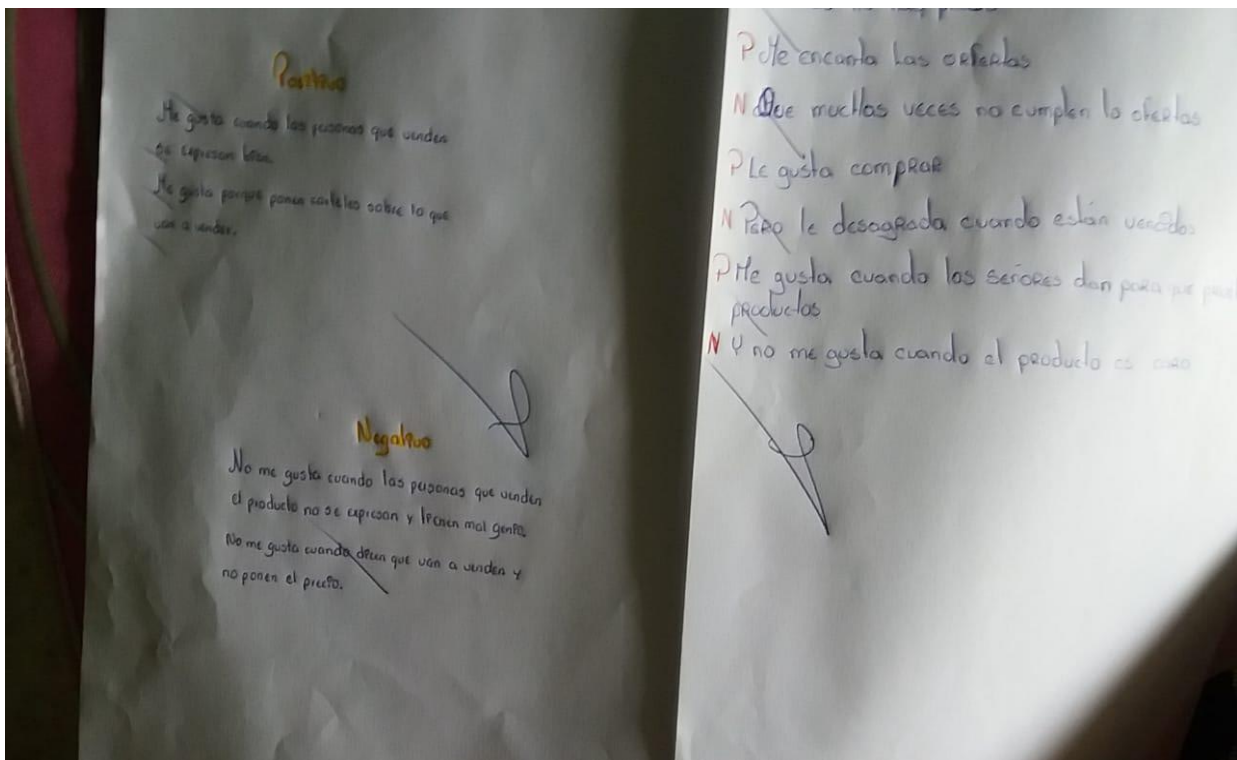 Positivo
Me gusta cuando las personas que venden
se expresan bien.
Me gusta porque ponen carteles sobre lo que
van a vender.
Negativo
No me gusta cuando las personas que venden
el producto no se expresan y tienen mal genio.
No me gusta cuando dicen que van a venden y
no ponen el precio.
P Me encanta las ofertas
N Que muchas veces no cumplen lo ofertas
P Le gusta comprar
N Pero le desagrada cuando están
P Me gusta cuando los señores dan para
productos
N Y no me gusta cuando el producto es caro